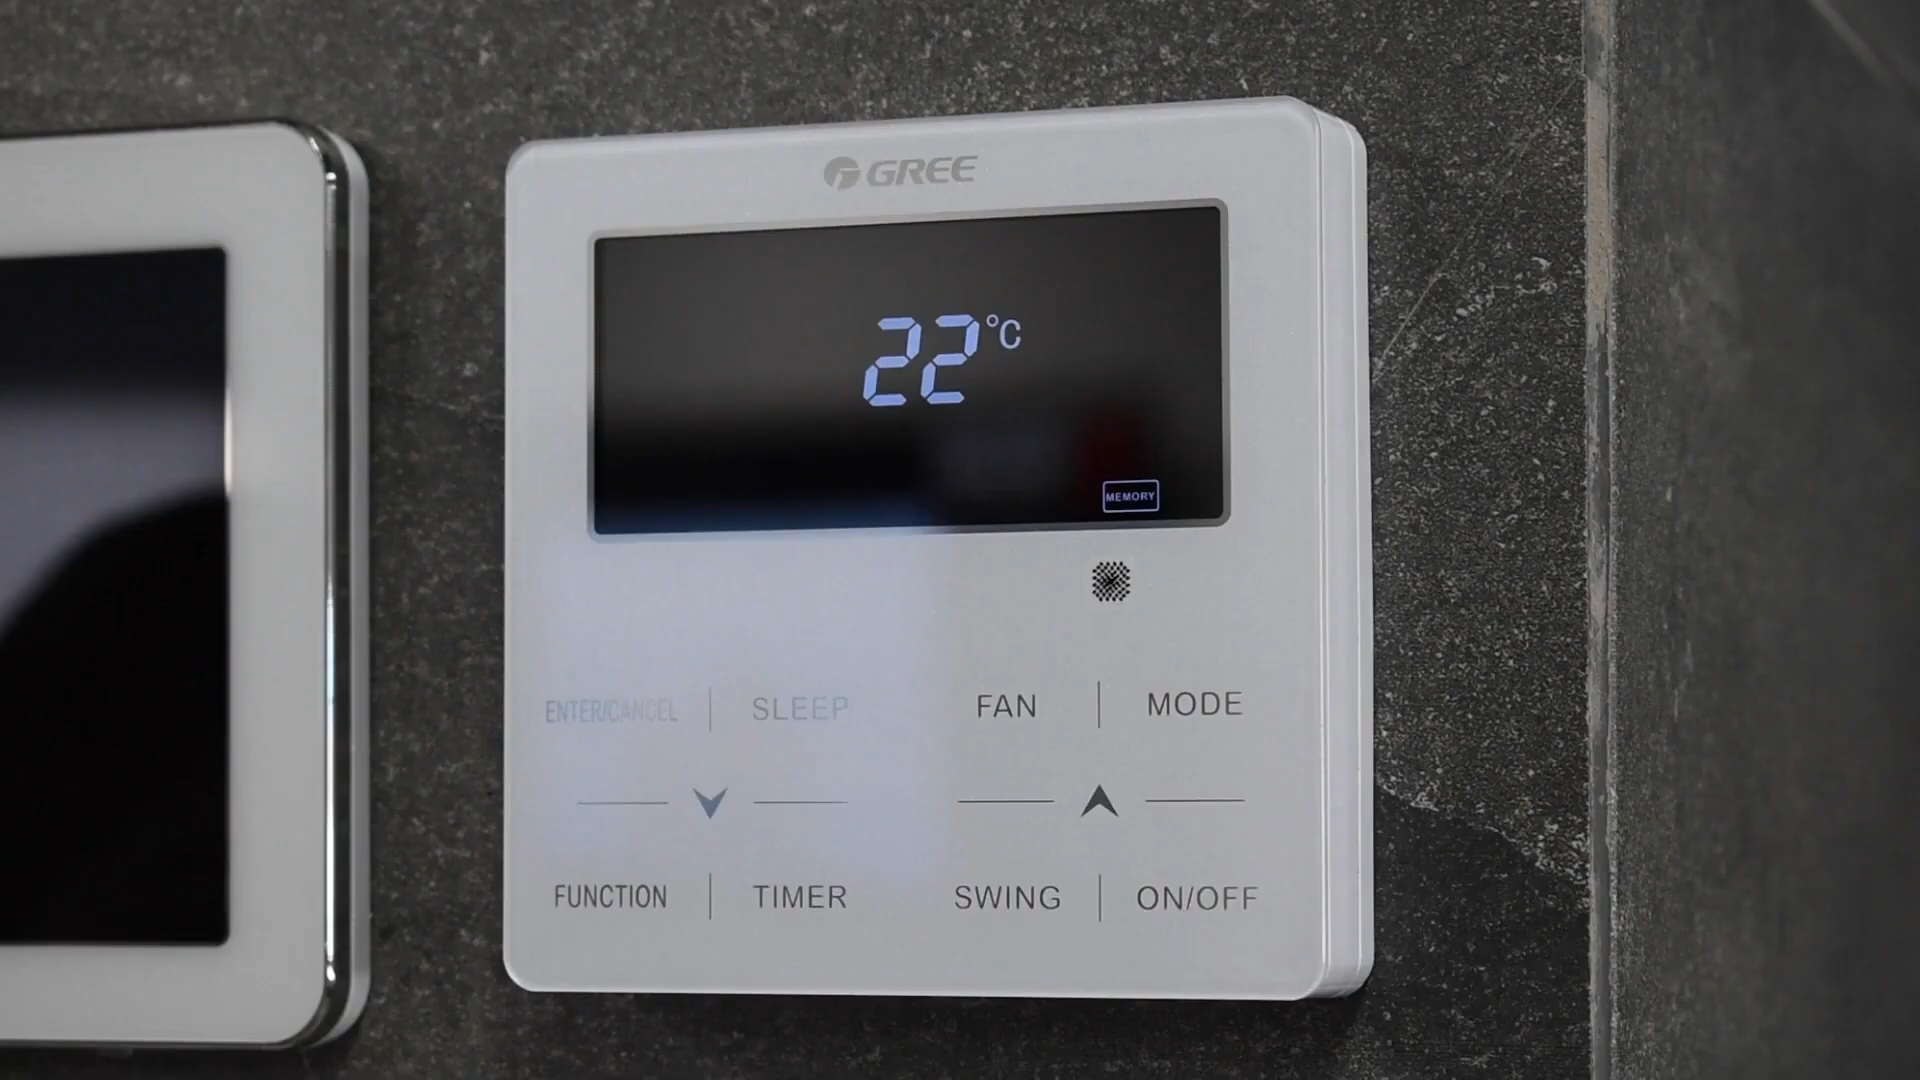 GREE
22°C
MEMORY
ENTER/CANCEL SLEEP FAN MODE
FUNCTION TIMER SWING ON/OFF